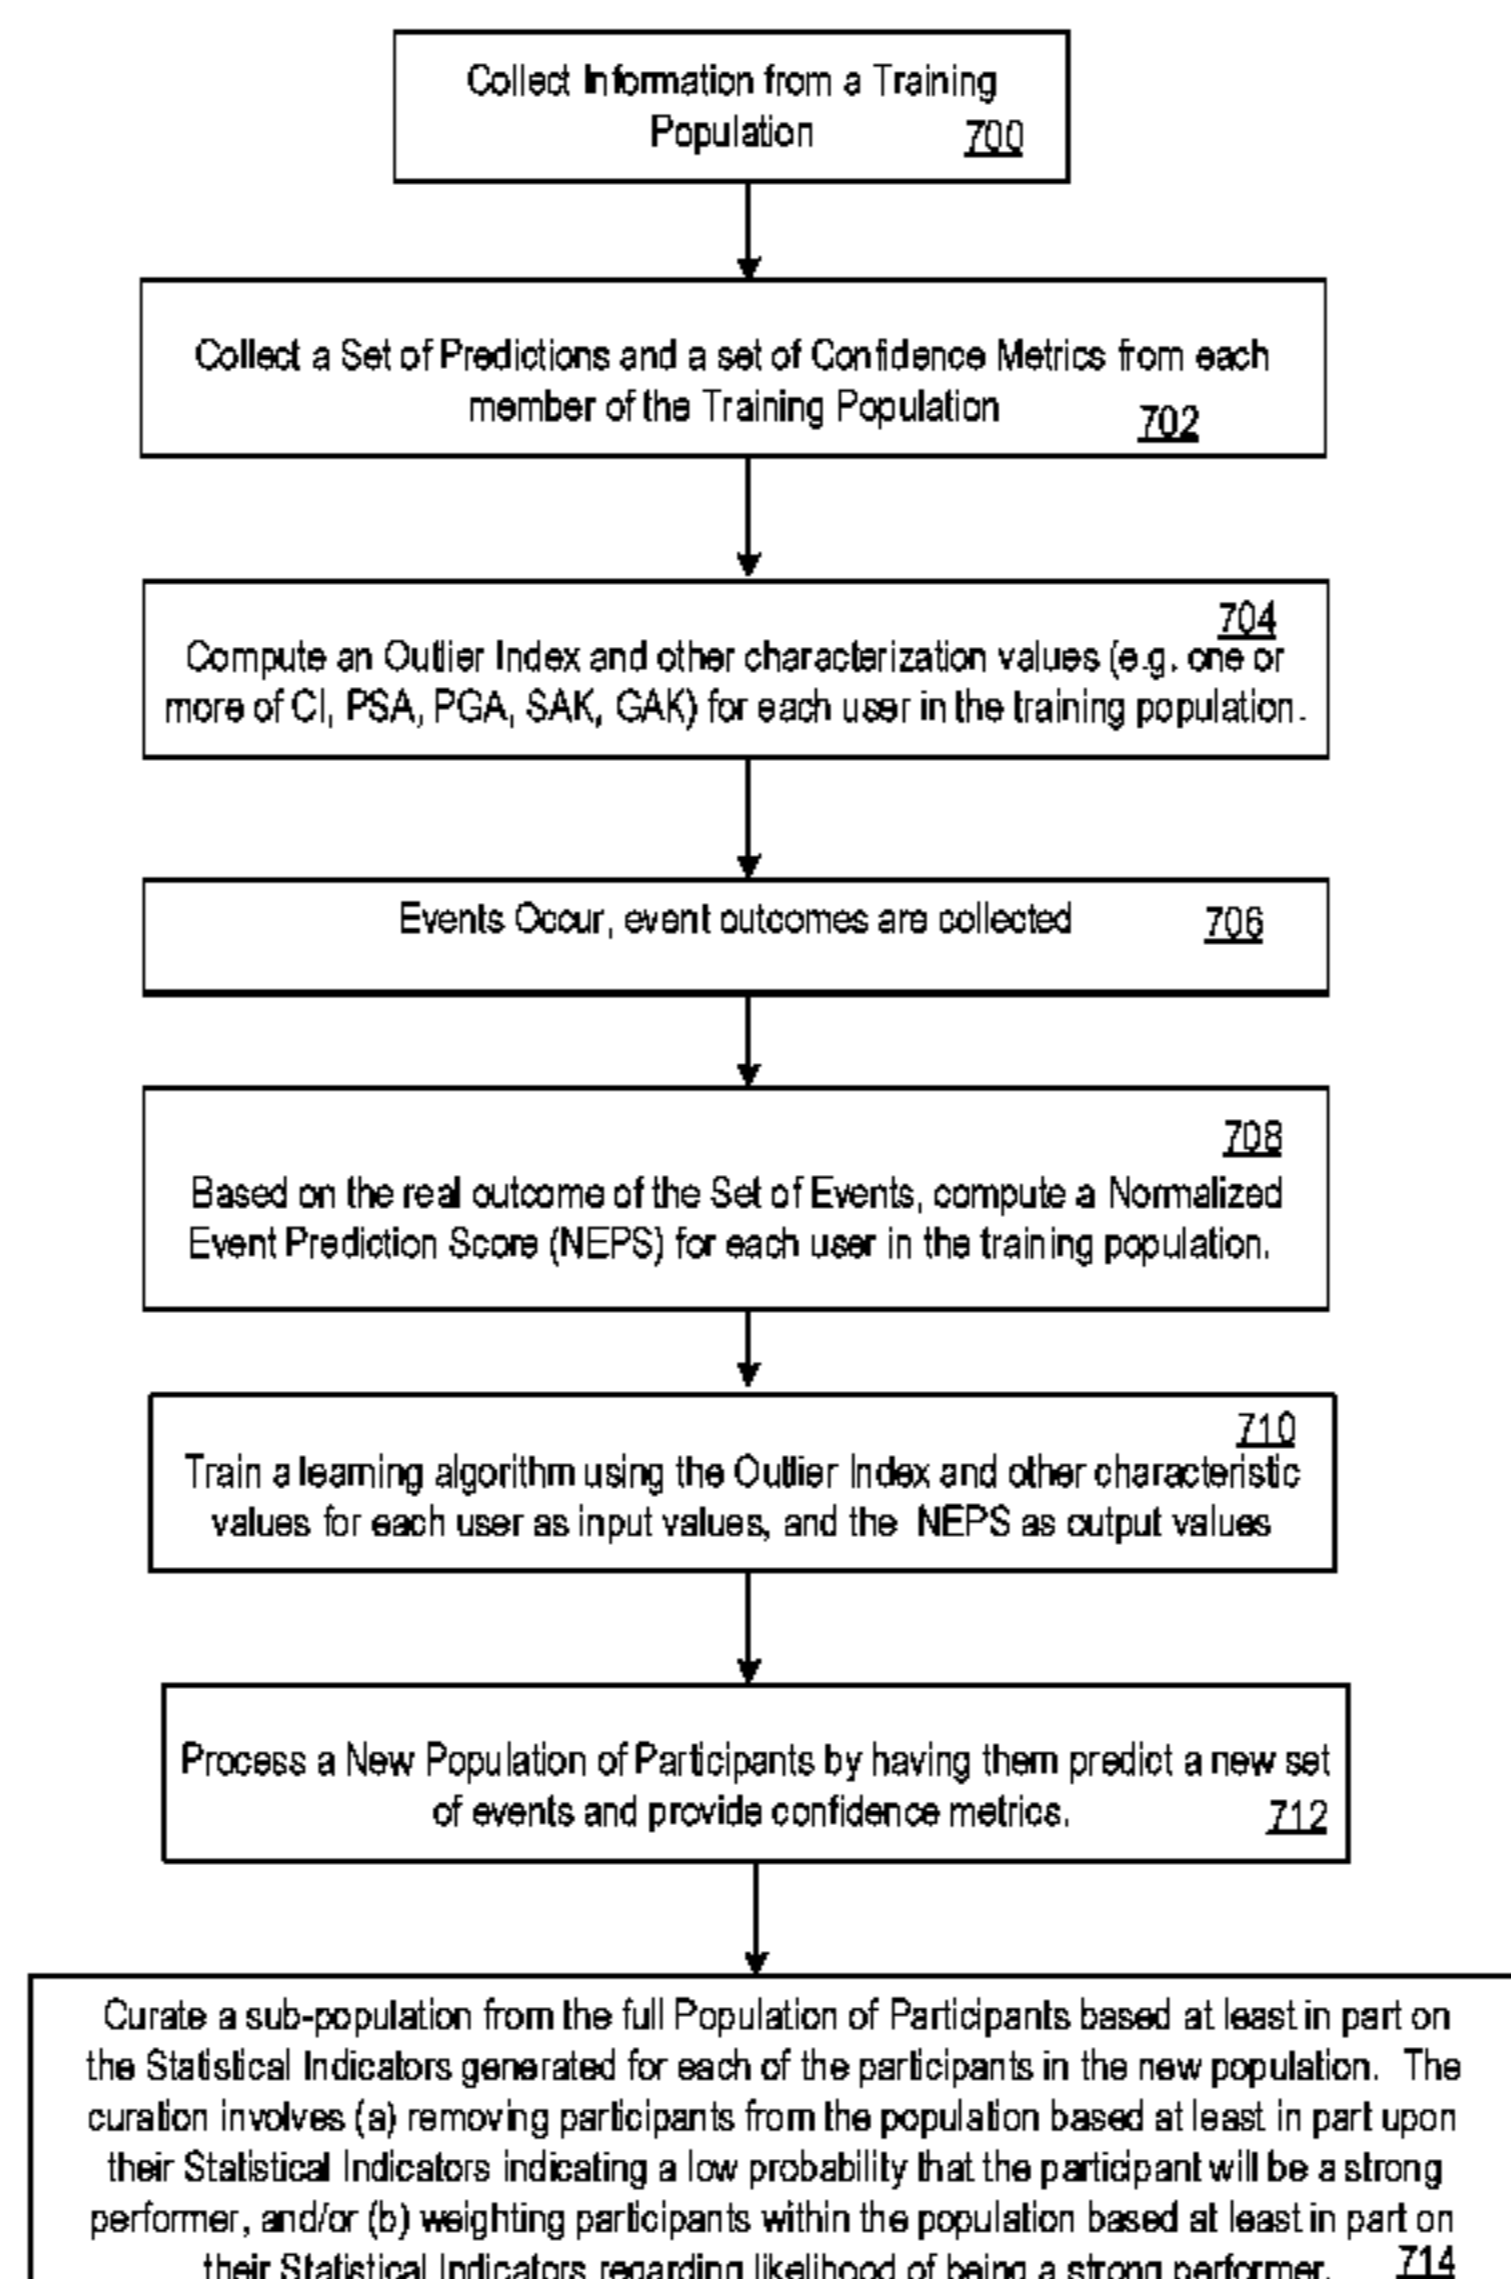 Collect Information from a Training
Population 700
Collect a Set of Predictions and a set of Confidence Metrics from each
member of the Training Population 702
704
Compute an Outlier Index and other characterization values (e.g. one or
more of CI, PSA, PGA, SAK, GAK) for each user in the training population.
Events Occur, event outcomes are collected 706
708
Based on the real outcome of the Set of Events, compute a Normalized
Event Prediction Score (NEPS) for each user in the training population.
710
Train a learning algorithm using the Outlier Index and other characteristic
values for each user as input values, and the NEPS as output values
Process a New Population of Participants by having them predict a new set
of events and provide confidence metrics. 712
Curate a sub-population from the full Population of Participants based at least in part on
the Statistical Indicators generated for each of the participants in the new population. The
curation involves (a) removing participants from the population based at least in part upon
their Statistical Indicators indicating a low probability that the participant will be a strong
performer, and/or (b) weighting participants within the population based at least in part on
their Statistical Indicators regarding likelihood of being a strong performer. 714